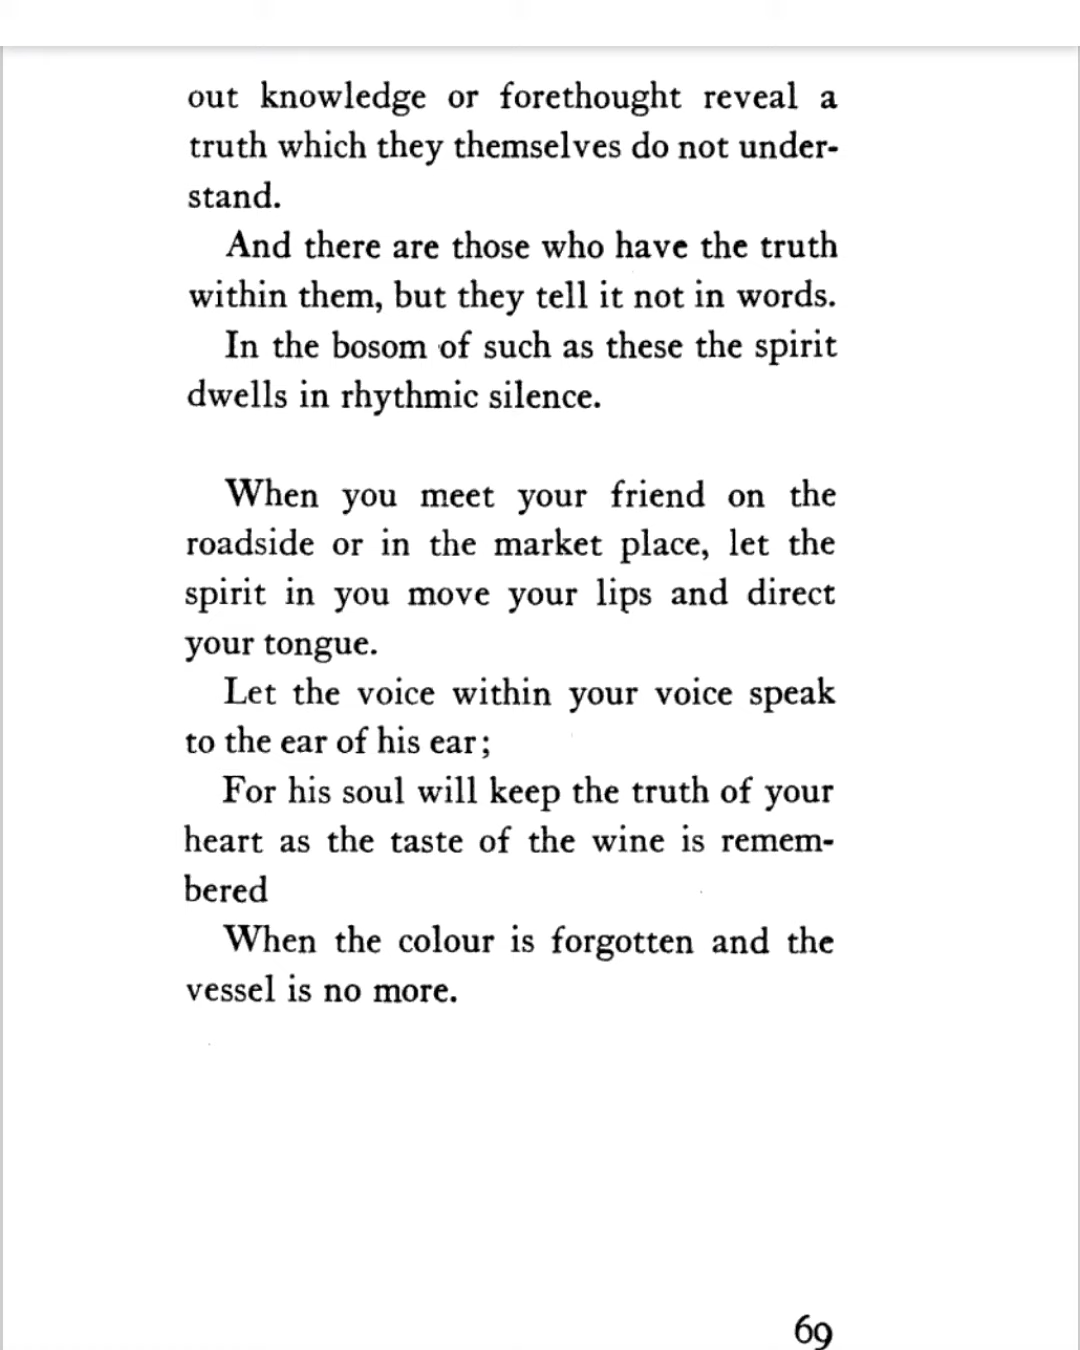 out knowledge or forethought reveal a
truth which they themselves do not under-
stand.
And there are those who have the truth
within them, but they tell it not in words.
In the bosom of such as these the spirit
dwells in rhythmic silence.
When you meet your friend on the
roadside or in the market place, let the
spirit in you move your lips and direct
your tongue.
Let the voice within your voice speak
to the ear of his ear;
For his soul will keep the truth of your
heart as the taste of the wine is remem-
bered
When the colour is forgotten and the
vessel is no more.
69